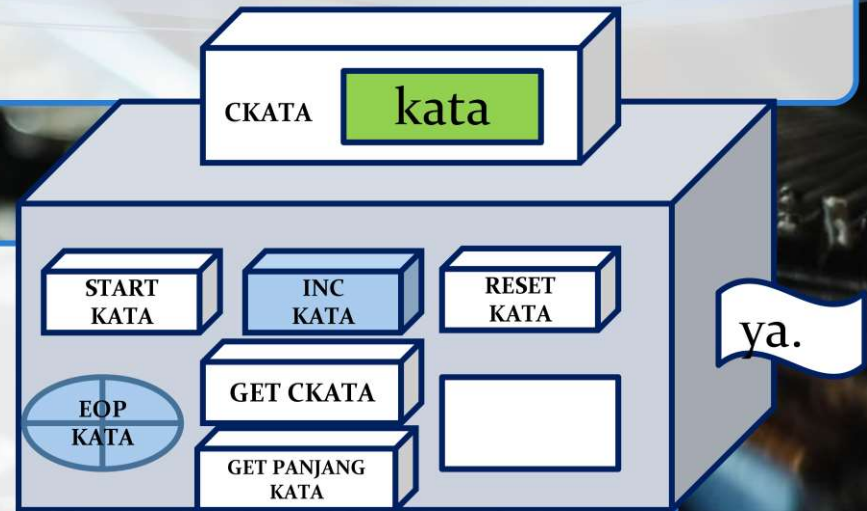 CKATA
kata
START
KATA
INC
KATA
RESET
KATA
ya.
EOP
KATA
GET CKATA
GET PANJANG
KATA